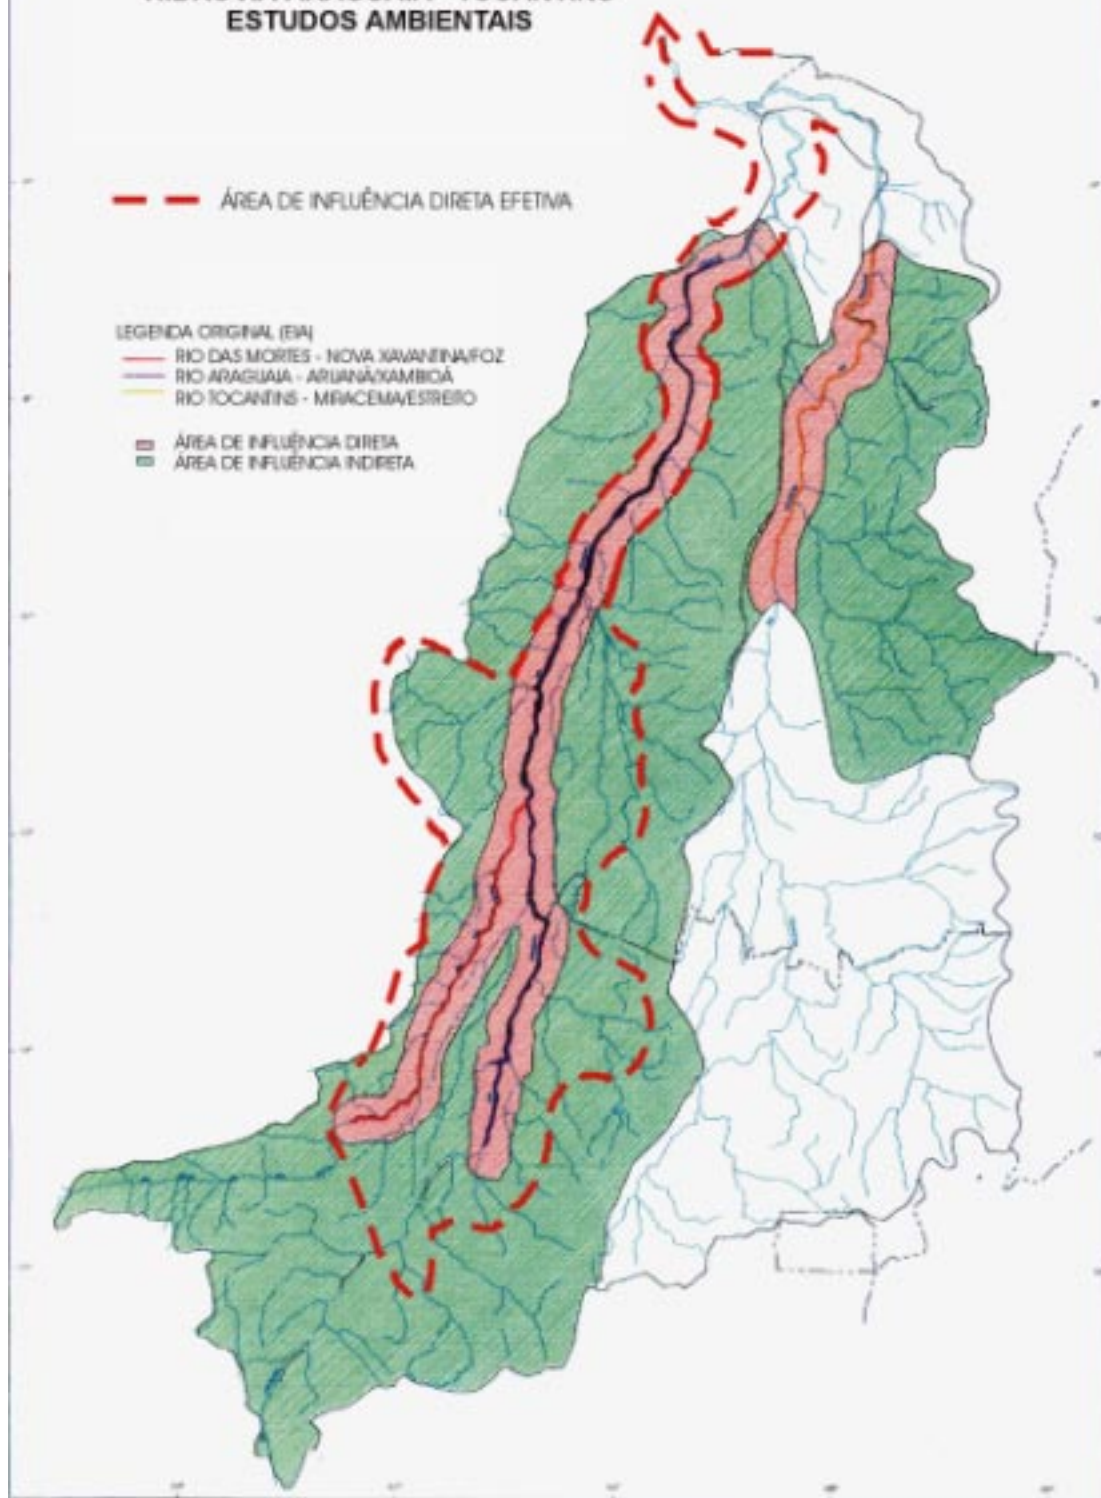 ESTUDOS AMBIENTAIS
ÁREA DE INFLUÊNCIA DIRETA EFETIVA
LEGENDA ORIGINAL (EIA)
RIO DAS MORTES - NOVA XAVANTINA/FOZ
RIO ARAGUAIA - ARUANÃ/XAMBIOÁ
RIO TOCANTINS - MIRACEMA/ESTREITO
ÁREA DE INFLUÊNCIA DIRETA
ÁREA DE INFLUÊNCIA INDIRETA